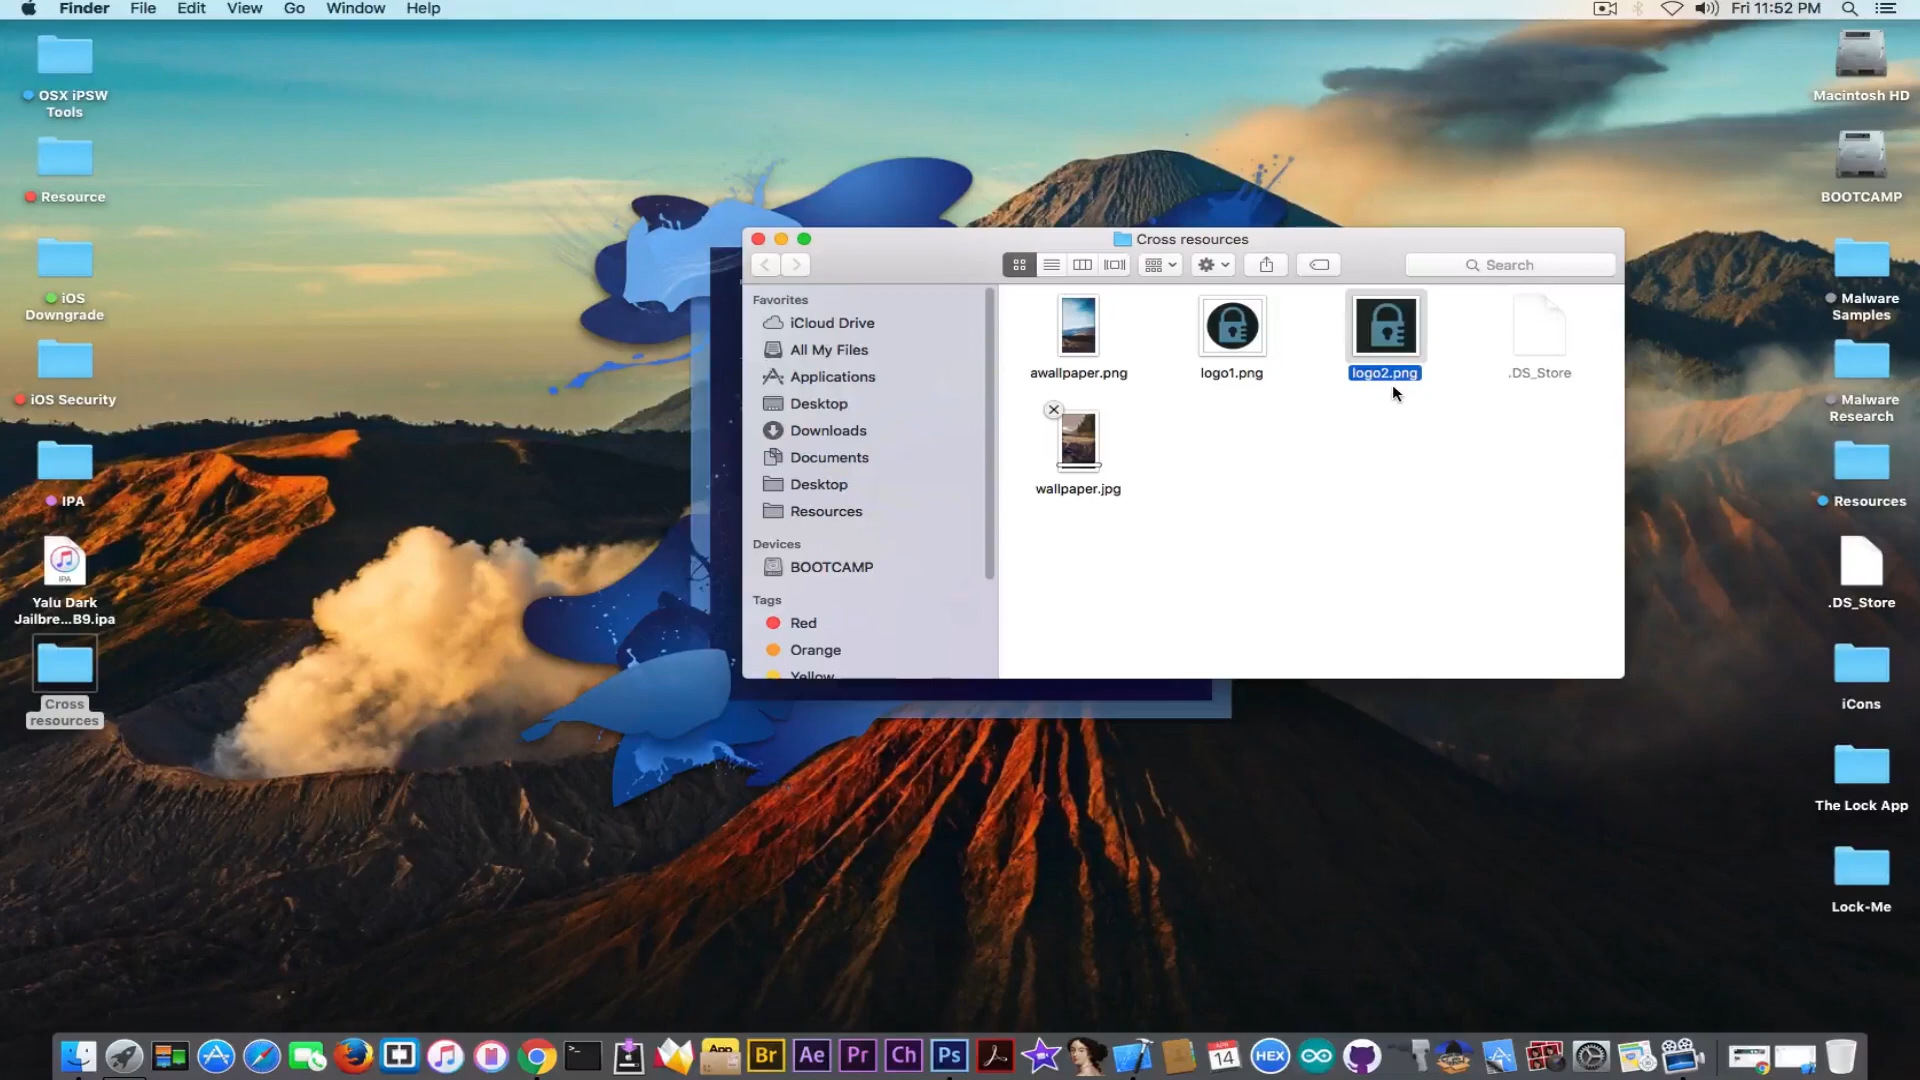 Finder File Edit View Go Window Help
Fri 11:52 PM
OSX iPSW
Tools
Resource
iOS
Downgrade
iOS Security
IPA
IPA
Yalu Dark
Jailbre...B9.ipa
Cross
resources
Cross resources
Search
Favorites
iCloud Drive
All My Files
Applications
Desktop
Downloads
Documents
Desktop
Resources
Devices
BOOTCAMP
Tags
Red
Orange
Yellow
awallpaper.png
logo1.png
logo2.png
.DS_Store
wallpaper.jpg
Macintosh HD
BOOTCAMP
Malware
Samples
Malware
Research
Resources
.DS_Store
iCons
The Lock App
Lock-Me
App
Br
Ae
Pr
Ch
Ps
14
HEX